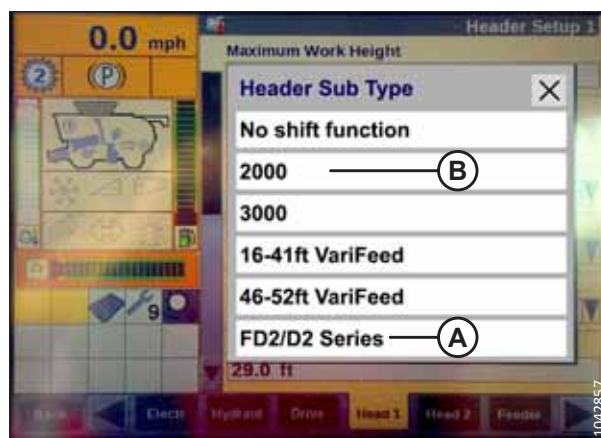 0.0 mph
Header Setup 1
Maximum Work Height
2
P
Header Sub Type
No shift function
2000
B
3000
16-41ft VariFeed
46-52ft VariFeed
9
FD2/D2 Series
A
29.0 ft
Back
Electr
Hydraul
Drive
Head 1
Head 2
Feeder
1042857